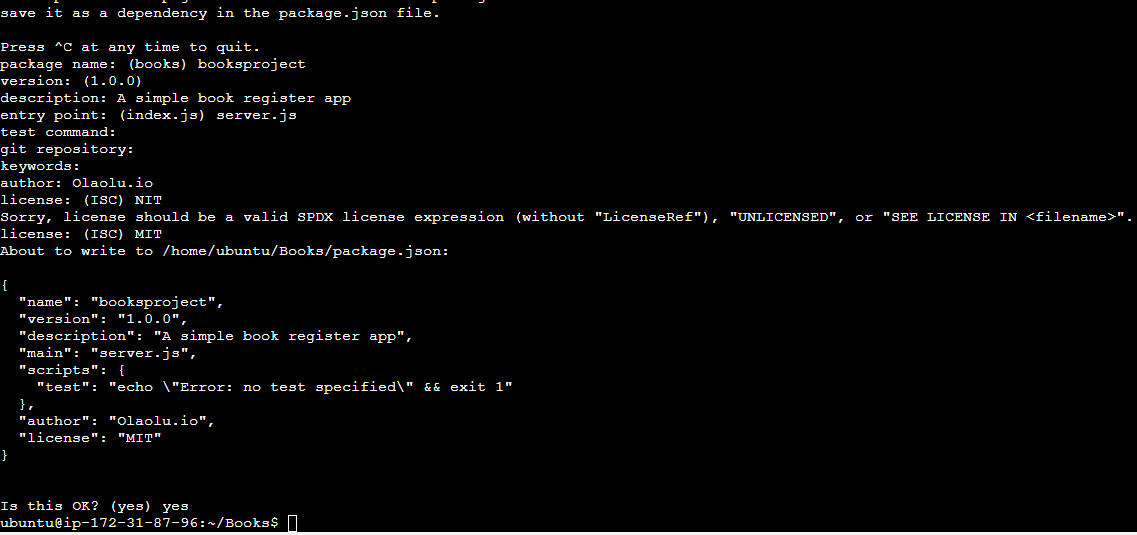 save it as a dependency in the package.json file.
Press ^C at any time to quit.
package name: (books) booksproject
version: (1.0.0)
description: A simple book register app
entry point: (index.js) server.js
test command:
git repository:
keywords:
author: Olaolu.io
license: (ISC) NIT
Sorry, license should be a valid SPDX license expression (without "LicenseRef"), "UNLICENSED", or "SEE LICENSE IN <filename>".
license: (ISC) MIT
About to write to /home/ubuntu/Books/package.json:
{
  "name": "booksproject",
  "version": "1.0.0",
  "description": "A simple book register app",
  "main": "server.js",
  "scripts": {
    "test": "echo \"Error: no test specified\" && exit 1"
  },
  "author": "Olaolu.io",
  "license": "MIT"
}
Is this OK? (yes) yes
ubuntu@ip-172-31-87-96:~/Books$